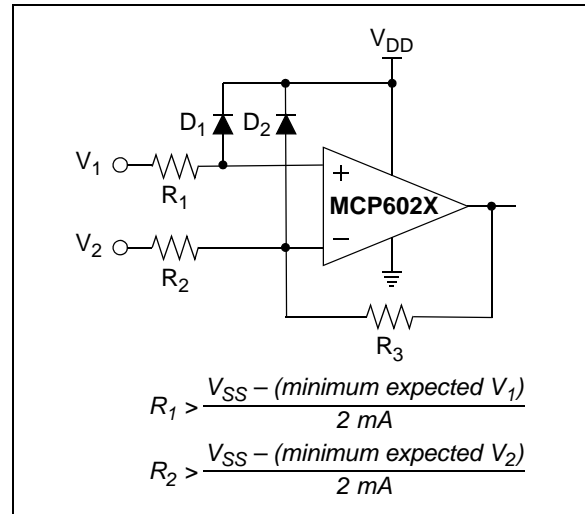 V_DD
D_1 D_2
V_1
R_1
+
MCP602X
V_2
R_2
–
R_3
R_1 > V_SS – (minimum expected V_1) / 2 mA
R_2 > V_SS – (minimum expected V_2) / 2 mA